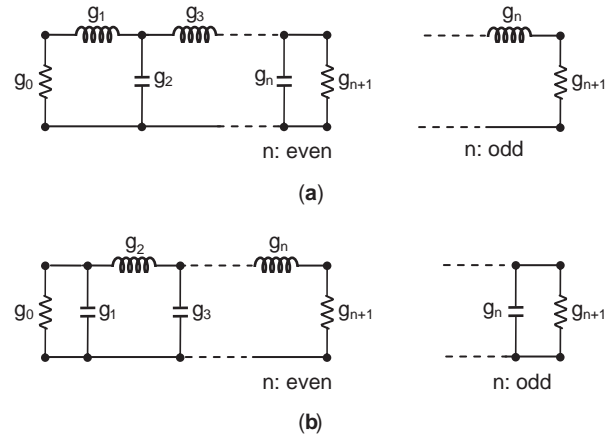 g1 g3 gn
g0 g2 gn gn+1 gn+1
n: even n: odd
(a)
g2 gn
g0 g1 g3 gn+1 gn gn+1
n: even n: odd
(b)